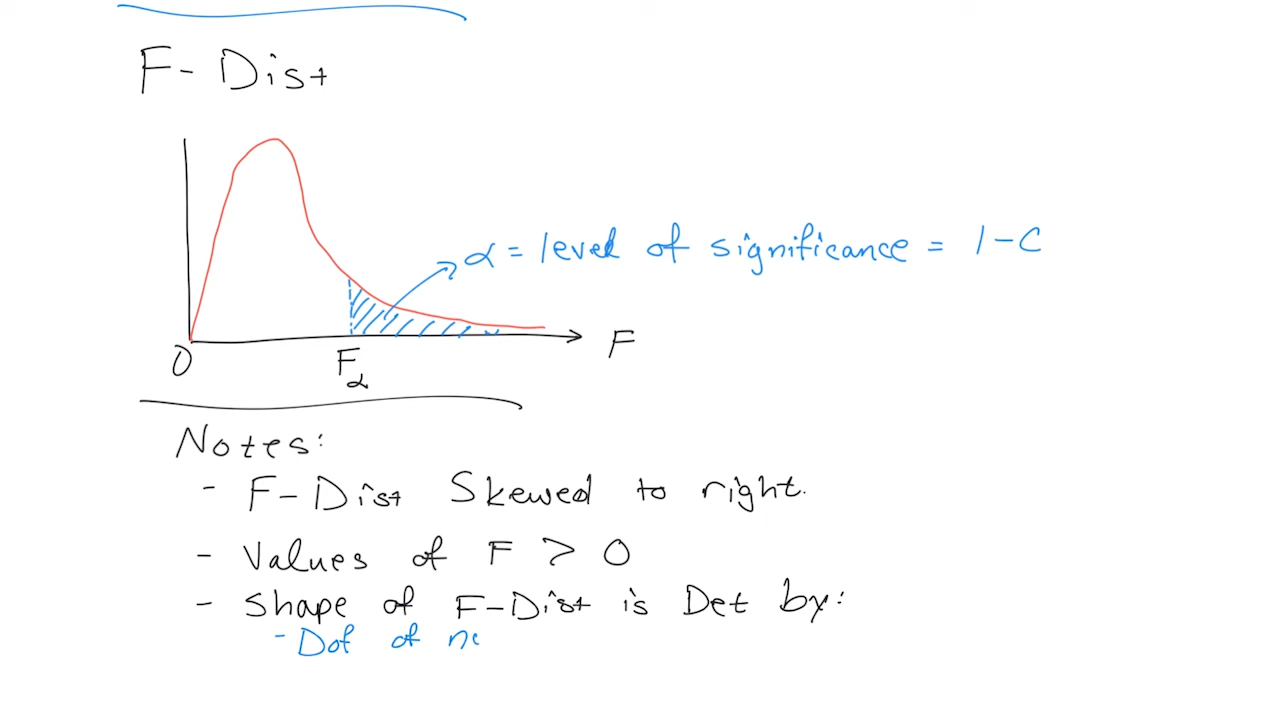 F- Dist
α = level of significance = 1-C
0
F
α
F
Notes:
- F-Dist Skewed to right.
- Values of F > 0
- Shape of F-Dist is Det by:
- Dof of